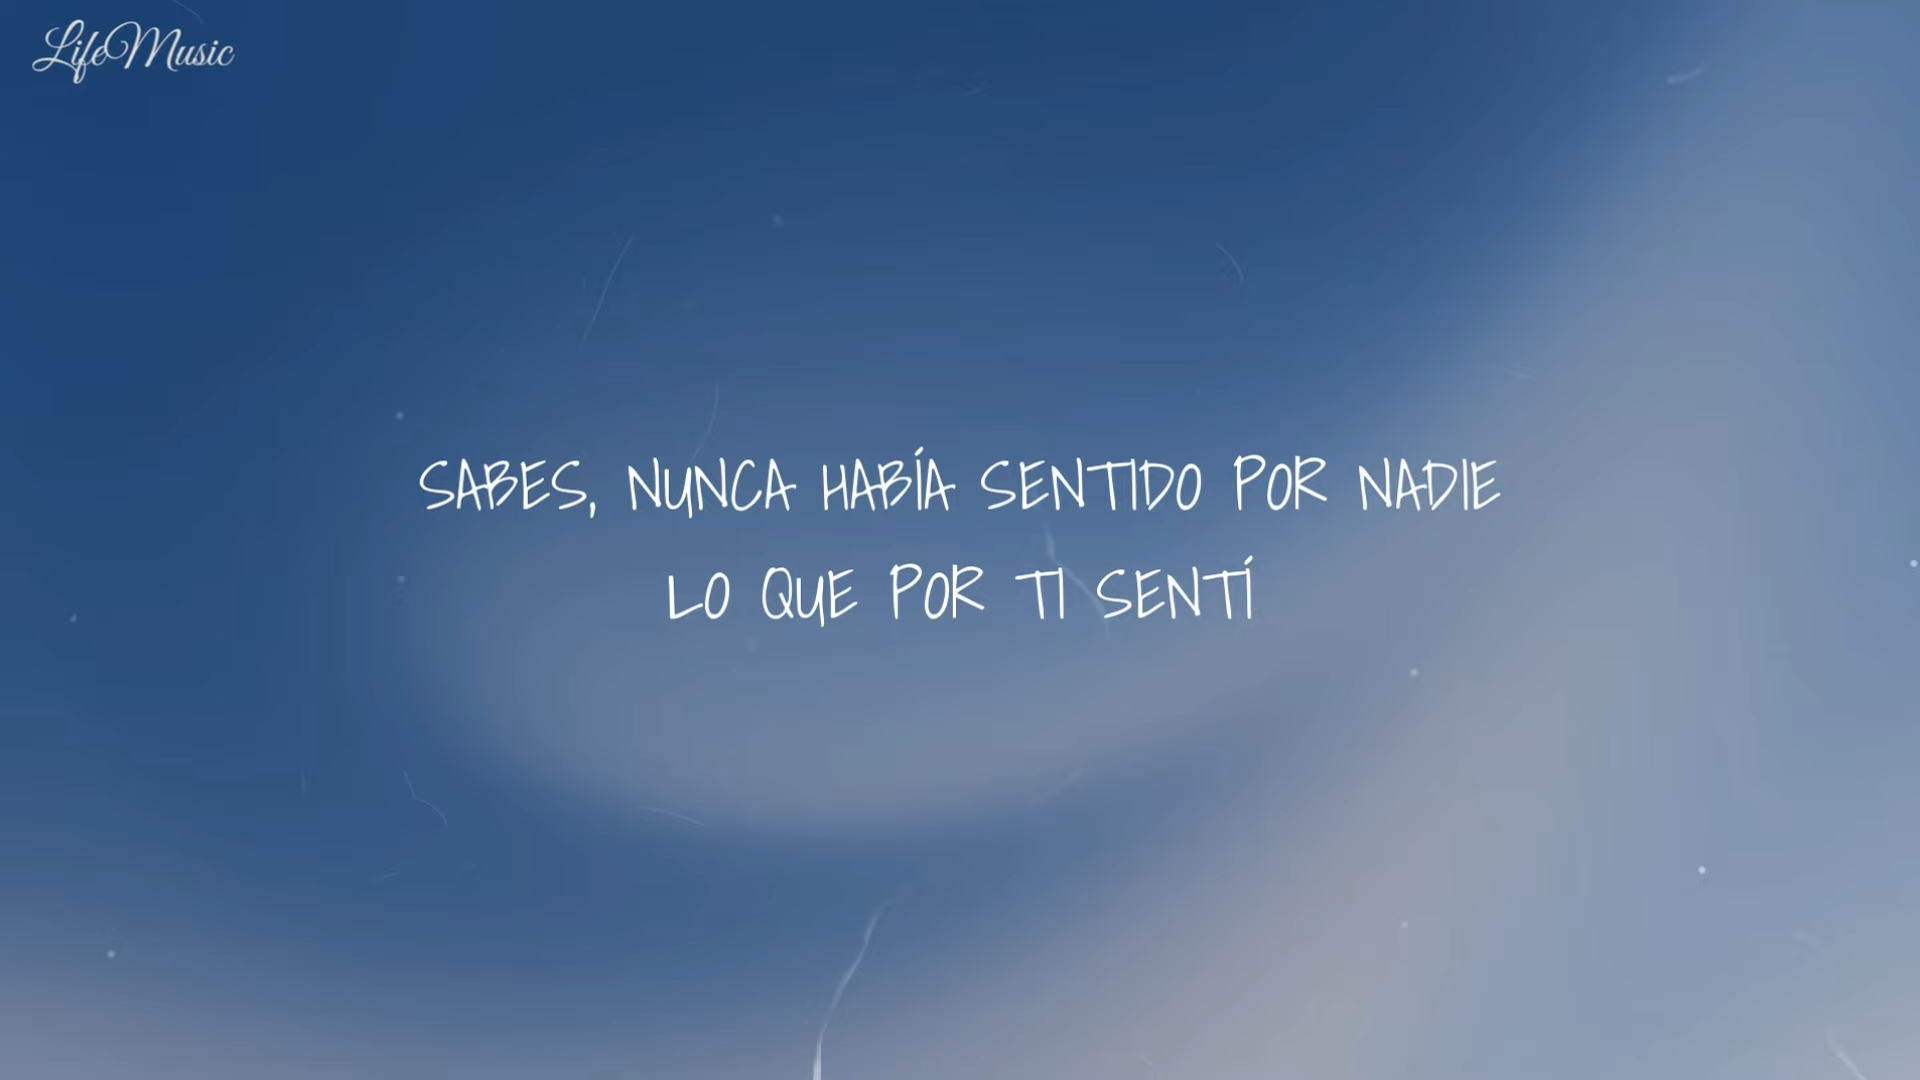 LifeMusic
SABES, NUNCA HABÍA SENTIDO POR NADIE
LO QUE POR TI SENTÍ